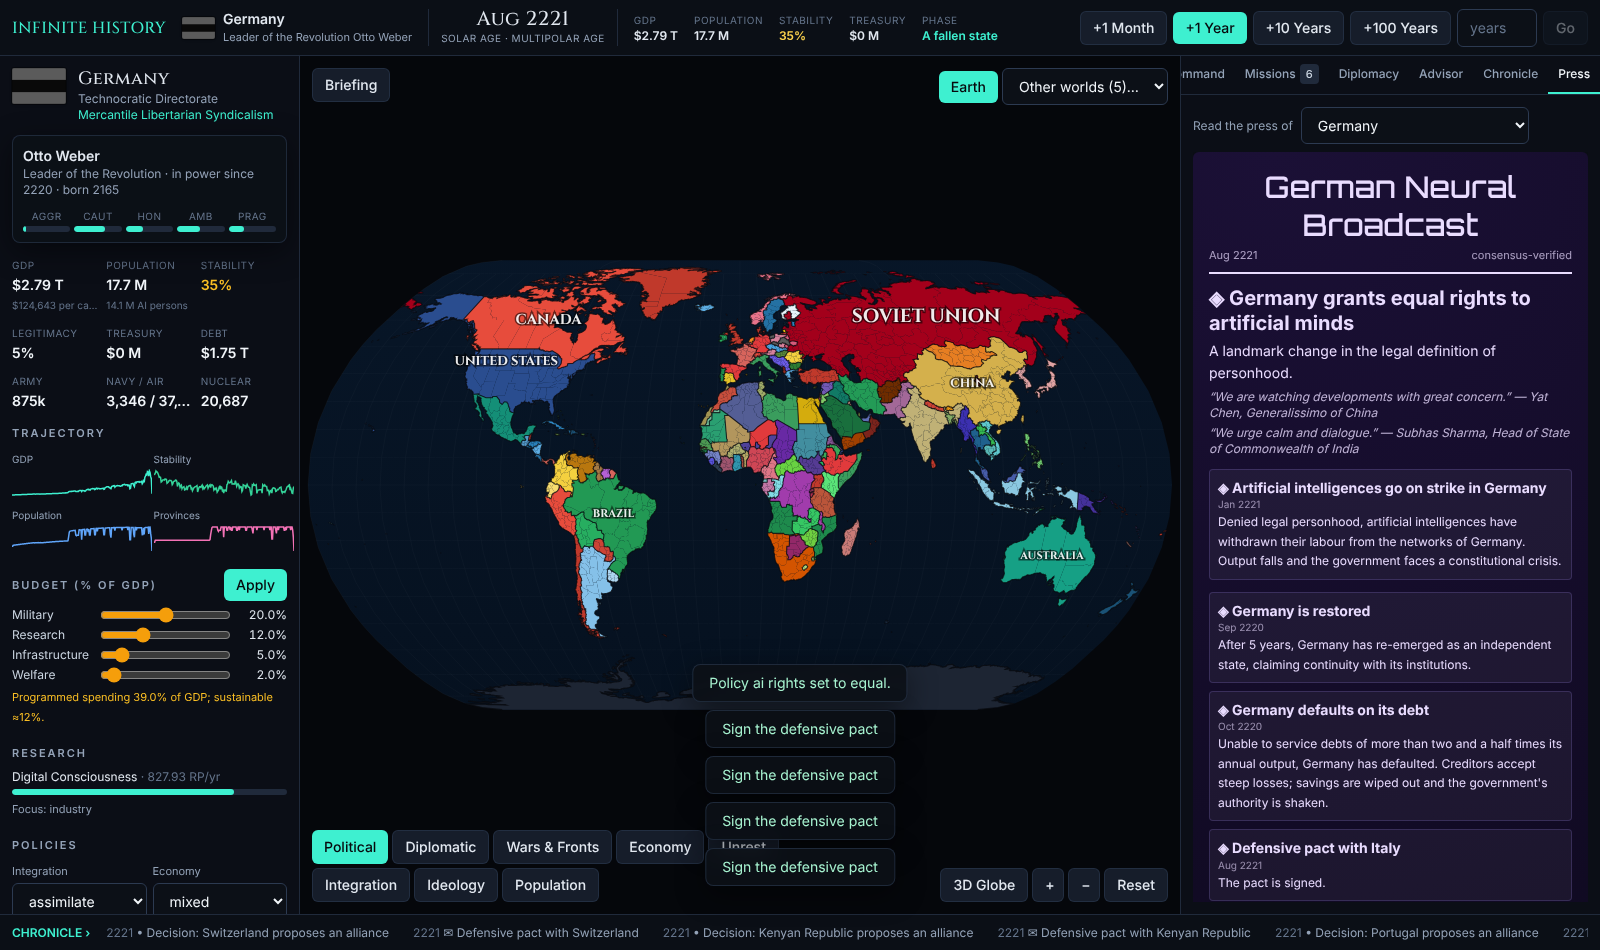 INFINITE HISTORY
Germany
Leader of the Revolution Otto Weber
Aug 2221
SOLAR AGE · MULTIPOLAR AGE
GDP
$2.79 T
POPULATION
17.7 M
STABILITY
35%
TREASURY
$0 M
PHASE
A fallen state
+1 Month
+1 Year
+10 Years
+100 Years
years
Go
Germany
Technocratic Directorate
Mercantile Libertarian Syndicalism
Otto Weber
Leader of the Revolution · in power since
2220 · born 2165
AGGR CAUT HON AMB PRAG
GDP POPULATION STABILITY
$2.79 T 17.7 M 35%
$124,643 per ca... 14.1 M AI persons
LEGITIMACY TREASURY DEBT
5% $0 M $1.75 T
ARMY NAVY / AIR NUCLEAR
875k 3,346 / 37,... 20,687
TRAJECTORY
GDP Stability
Population Provinces
BUDGET (% OF GDP) Apply
Military 20.0%
Research 12.0%
Infrastructure 5.0%
Welfare 2.0%
Programmed spending 39.0% of GDP; sustainable
≈12%.
RESEARCH
Digital Consciousness · 827.93 RP/yr
Focus: industry
POLICIES
Integration Economy
assimilate mixed
Briefing
Earth
Other worlds (5)...
CANADA
UNITED STATES
SOVIET UNION
CHINA
BRAZIL
AUSTRALIA
Policy ai rights set to equal.
Sign the defensive pact
Sign the defensive pact
Sign the defensive pact
Sign the defensive pact
Political Diplomatic Wars & Fronts Economy Unrest
Integration Ideology Population
3D Globe + − Reset
mmand Missions 6 Diplomacy Advisor Chronicle Press
Read the press of Germany
German Neural
Broadcast
Aug 2221 consensus-verified
◈ Germany grants equal rights to
artificial minds
A landmark change in the legal definition of
personhood.
“We are watching developments with great concern.” — Yat
Chen, Generalissimo of China
“We urge calm and dialogue.” — Subhas Sharma, Head of State
of Commonwealth of India
◈ Artificial intelligences go on strike in Germany
Jan 2221
Denied legal personhood, artificial intelligences have
withdrawn their labour from the networks of Germany.
Output falls and the government faces a constitutional crisis.
◈ Germany is restored
Sep 2220
After 5 years, Germany has re-emerged as an independent
state, claiming continuity with its institutions.
◈ Germany defaults on its debt
Oct 2220
Unable to service debts of more than two and a half times its
annual output, Germany has defaulted. Creditors accept
steep losses; savings are wiped out and the government's
authority is shaken.
◈ Defensive pact with Italy
Aug 2221
The pact is signed.
CHRONICLE › 2221 • Decision: Switzerland proposes an alliance 2221 ✉ Defensive pact with Switzerland 2221 • Decision: Kenyan Republic proposes an alliance 2221 ✉ Defensive pact with Kenyan Republic 2221 • Decision: Portugal proposes an alliance 2221